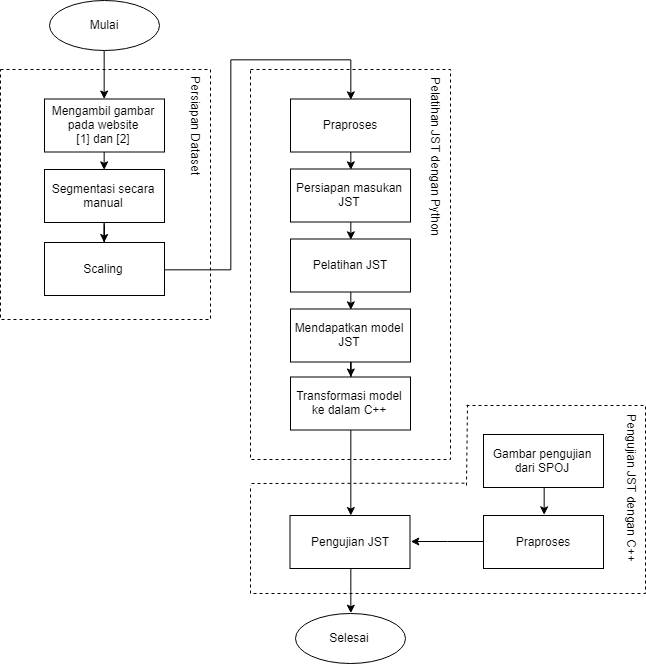 Mulai
Persiapan Dataset
Mengambil gambar
pada website
[1] dan [2]
Segmentasi secara
manual
Scaling
Pelatihan JST dengan Python
Praproses
Persiapan masukan
JST
Pelatihan JST
Mendapatkan model
JST
Transformasi model
ke dalam C++
Pengujian JST dengan C++
Gambar pengujian
dari SPOJ
Praproses
Pengujian JST
Selesai